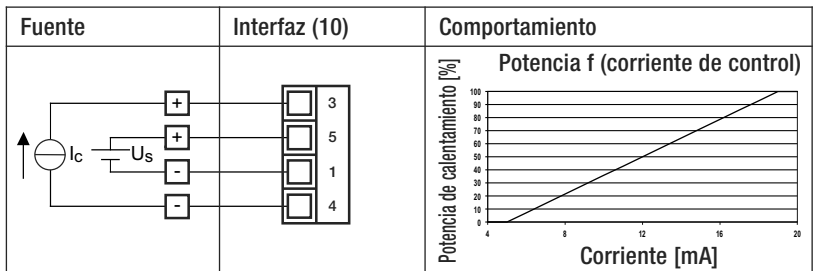 Fuente
Interfaz (10)
Comportamiento
+
+
-
-
Ic
Us
3
5
1
4
Potencia f (corriente de control)
Potencia de calentamiento [%]
100
90
80
70
60
50
40
30
20
10
0
4 8 12 16 20
Corriente [mA]